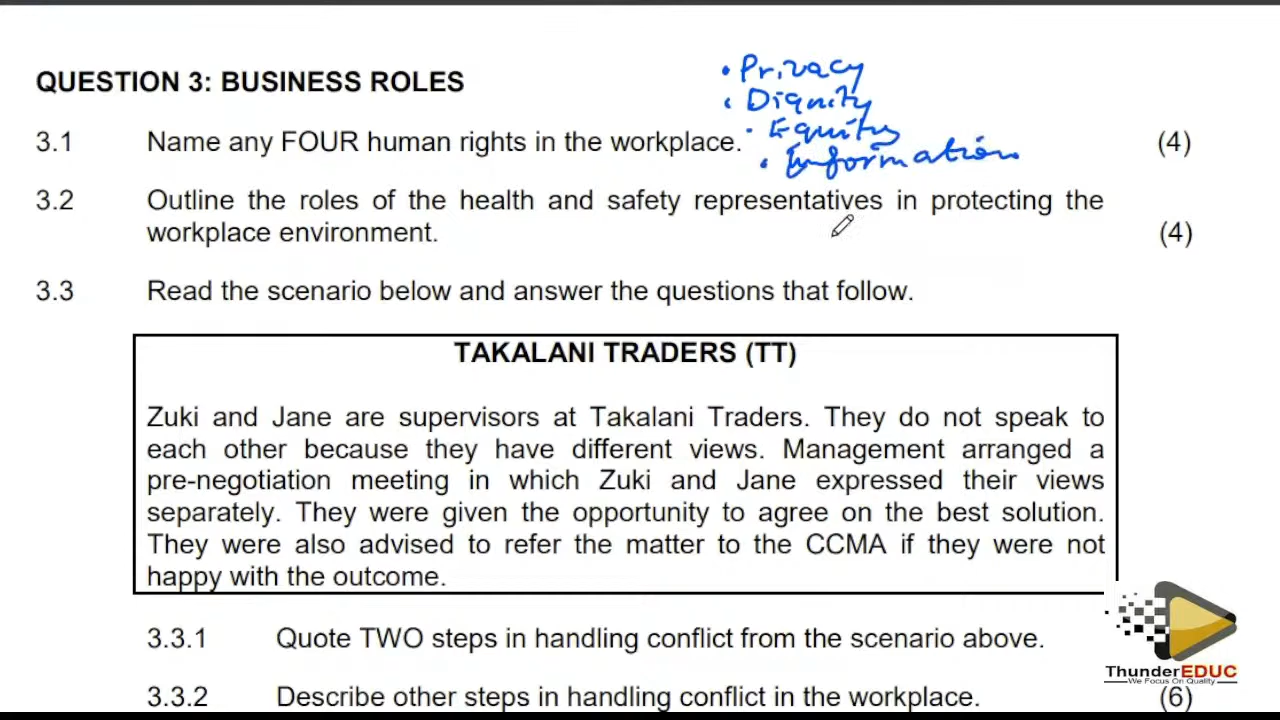 QUESTION 3: BUSINESS ROLES
• Privacy
• Dignity
• Equity
• Information
3.1 Name any FOUR human rights in the workplace. (4)
3.2 Outline the roles of the health and safety representatives in protecting the
workplace environment. (4)
3.3 Read the scenario below and answer the questions that follow.
TAKALANI TRADERS (TT)
Zuki and Jane are supervisors at Takalani Traders. They do not speak to
each other because they have different views. Management arranged a
pre-negotiation meeting in which Zuki and Jane expressed their views
separately. They were given the opportunity to agree on the best solution.
They were also advised to refer the matter to the CCMA if they were not
happy with the outcome.
3.3.1 Quote TWO steps in handling conflict from the scenario above.
3.3.2 Describe other steps in handling conflict in the workplace. (6)
ThunderEDUC
We Focus On Quality